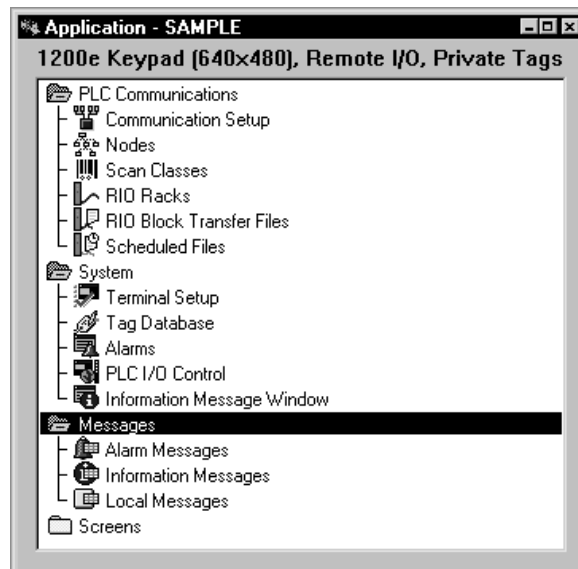 Application - SAMPLE
1200e Keypad (640x480), Remote I/O, Private Tags
PLC Communications
Communication Setup
Nodes
Scan Classes
RIO Racks
RIO Block Transfer Files
Scheduled Files
System
Terminal Setup
Tag Database
Alarms
PLC I/O Control
Information Message Window
Messages
Alarm Messages
Information Messages
Local Messages
Screens